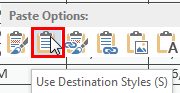 Paste Options:
A
Use Destination Styles (S)